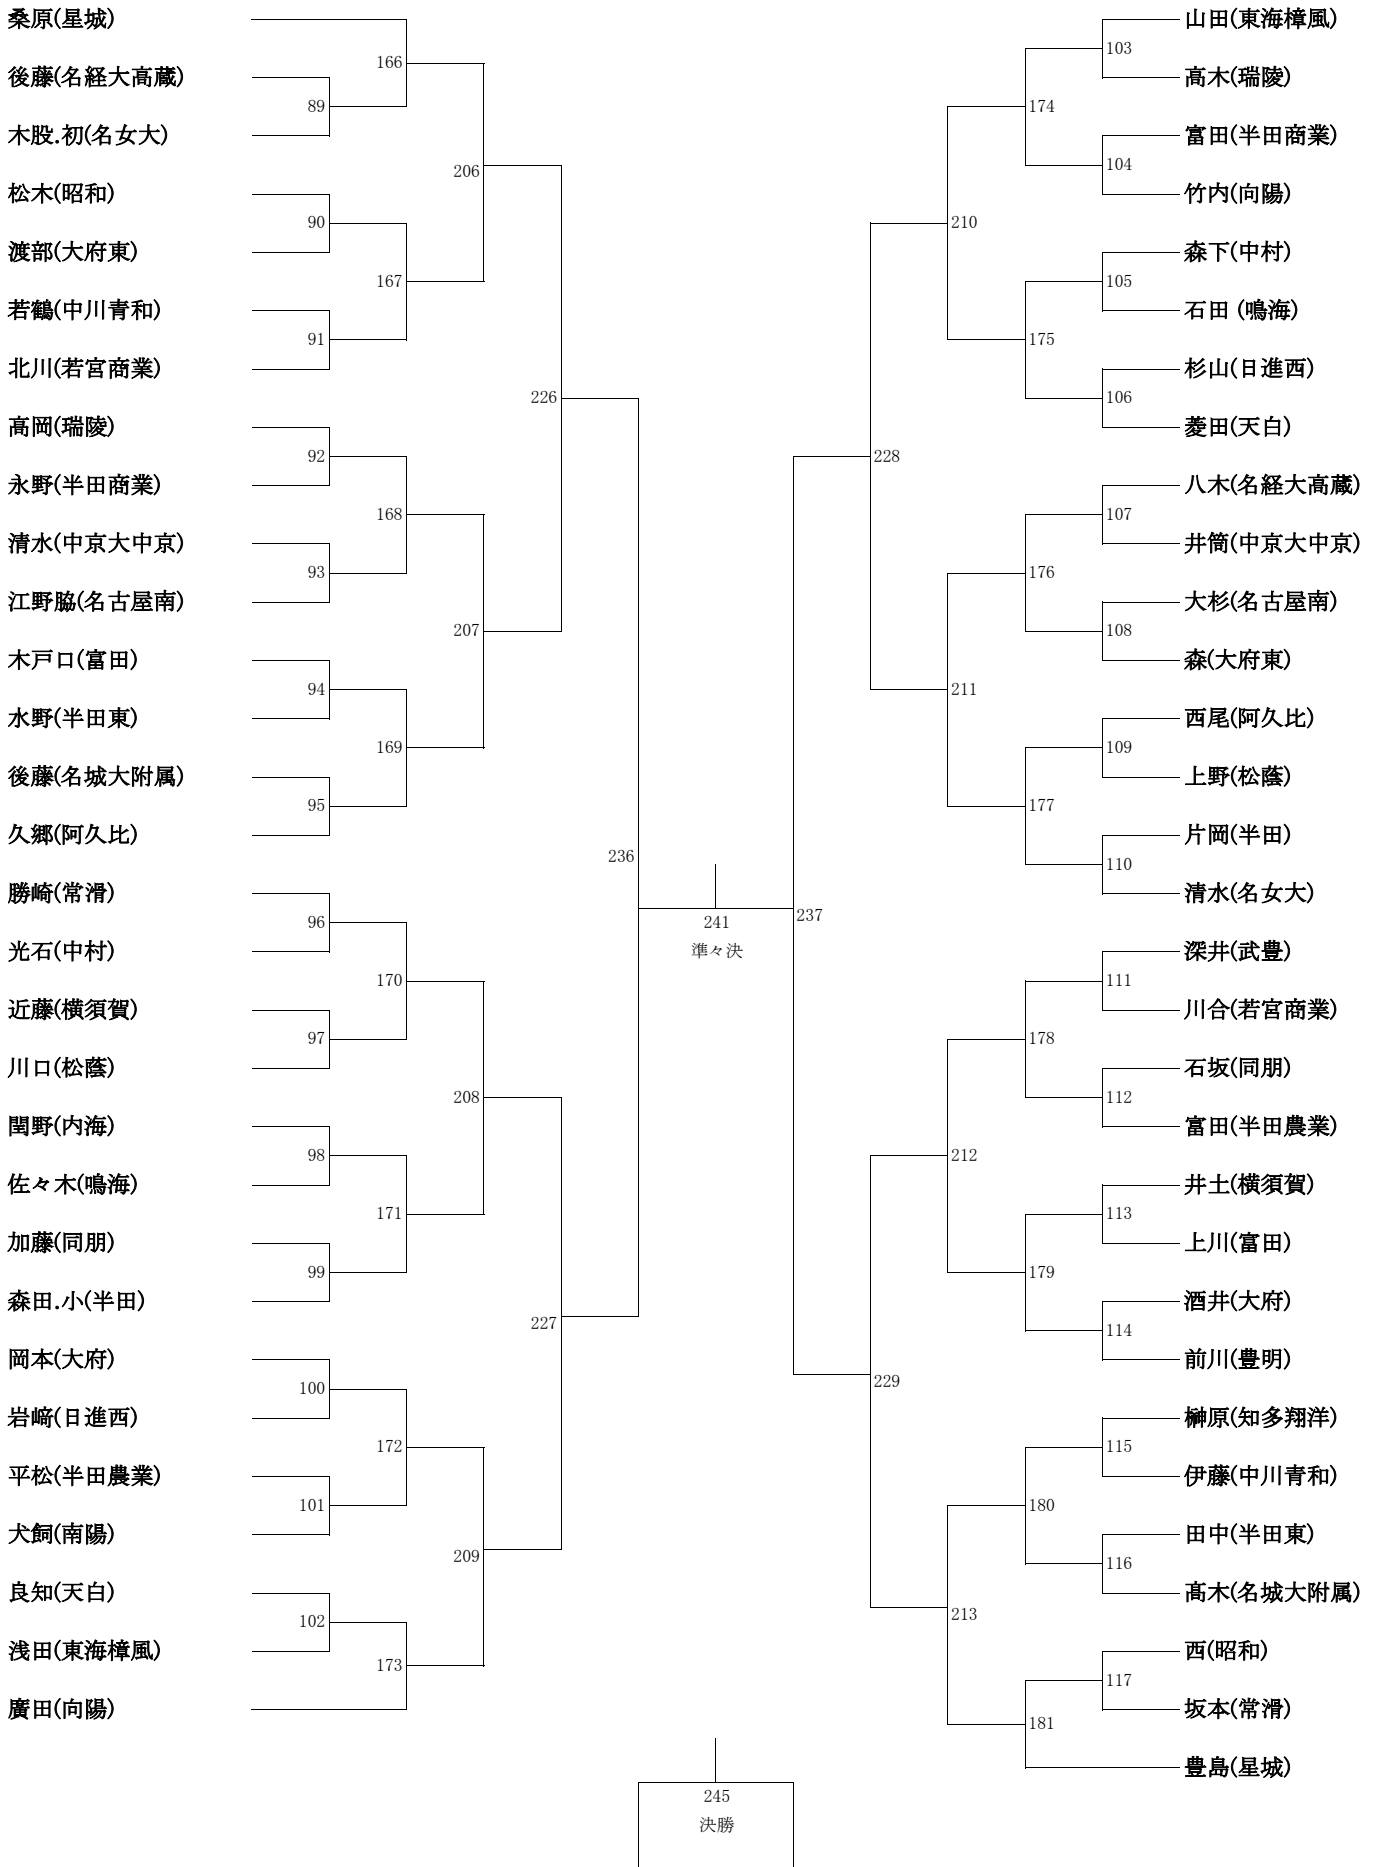 桑原(星城)
後藤(名経大高蔵)
木股.初(名女大)
松木(昭和)
渡部(大府東)
若鶴(中川青和)
北川(若宮商業)
髙岡(瑞陵)
永野(半田商業)
清水(中京大中京)
江野脇(名古屋南)
木戸口(富田)
水野(半田東)
後藤(名城大附属)
久郷(阿久比)
勝崎(常滑)
光石(中村)
近藤(横須賀)
川口(松蔭)
閏野(内海)
佐々木(鳴海)
加藤(同朋)
森田.小(半田)
岡本(大府)
岩﨑(日進西)
平松(半田農業)
犬飼(南陽)
良知(天白)
浅田(東海樟風)
廣田(向陽)
89
90
91
92
93
94
95
96
97
98
99
100
101
102
166
167
168
169
170
171
172
173
206
207
208
209
226
227
236
241
準々決
245
決勝
237
228
229
210
211
212
213
174
175
176
177
178
179
180
181
103
104
105
106
107
108
109
110
111
112
113
114
115
116
117
山田(東海樟風)
髙木(瑞陵)
富田(半田商業)
竹内(向陽)
森下(中村)
石田 (鳴海)
杉山(日進西)
菱田(天白)
八木(名経大高蔵)
井筒(中京大中京)
大杉(名古屋南)
森(大府東)
西尾(阿久比)
上野(松蔭)
片岡(半田)
清水(名女大)
深井(武豊)
川合(若宮商業)
石坂(同朋)
富田(半田農業)
井土(横須賀)
上川(富田)
酒井(大府)
前川(豊明)
榊原(知多翔洋)
伊藤(中川青和)
田中(半田東)
髙木(名城大附属)
西(昭和)
坂本(常滑)
豊島(星城)